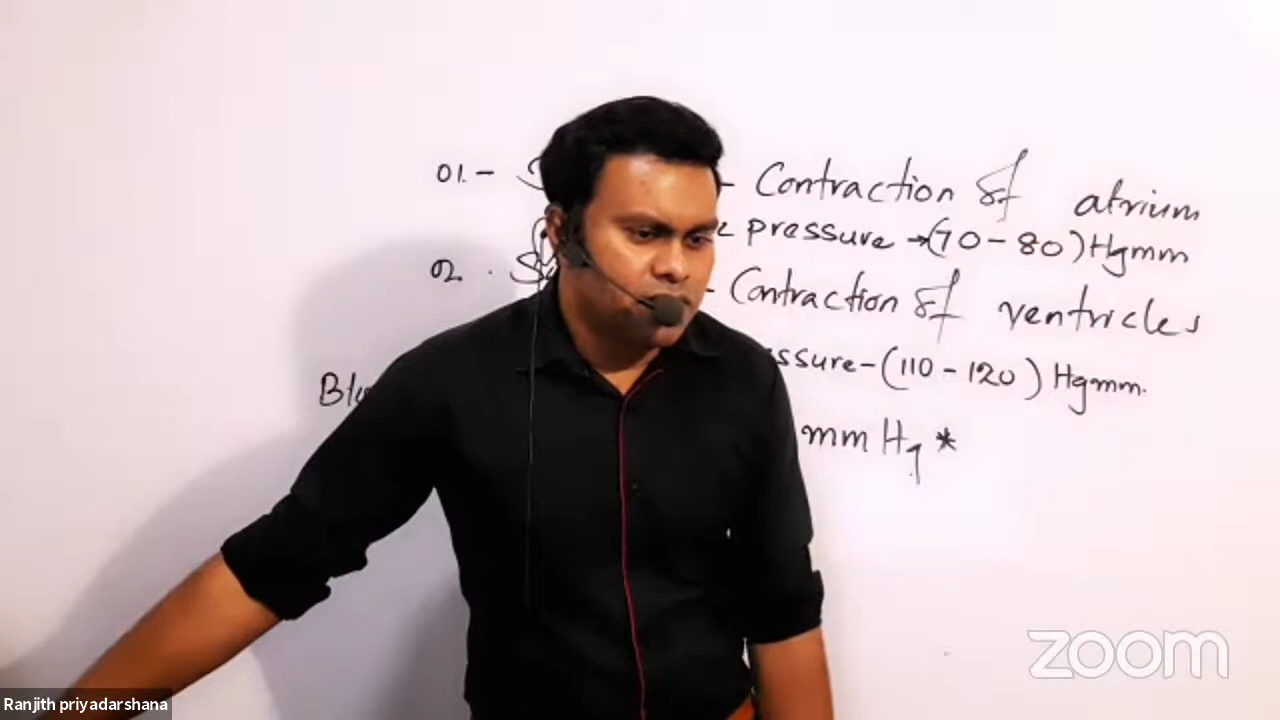 01. - - Contraction of atrium
pressure → (70 - 80) Hgmm
02. - Contraction of ventricles
ssure - (110 - 120) Hgmm.
mm Hg *
zoom
Ranjith priyadarshana